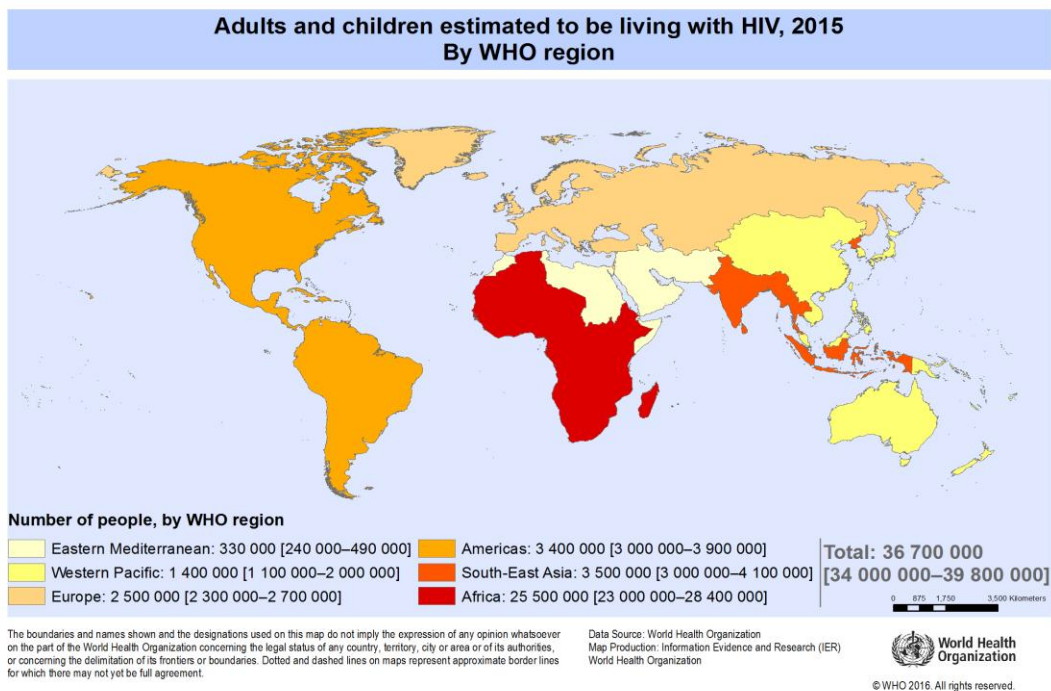 Adults and children estimated to be living with HIV, 2015
By WHO region
Number of people, by WHO region
Eastern Mediterranean: 330 000 [240 000–490 000]
Western Pacific: 1 400 000 [1 100 000–2 000 000]
Europe: 2 500 000 [2 300 000–2 700 000]
Americas: 3 400 000 [3 000 000–3 900 000]
South-East Asia: 3 500 000 [3 000 000–4 100 000]
Africa: 25 500 000 [23 000 000–28 400 000]
Total: 36 700 000
[34 000 000–39 800 000]
0 875 1,750 3,500 Kilometers
The boundaries and names shown and the designations used on this map do not imply the expression of any opinion whatsoever
on the part of the World Health Organization concerning the legal status of any country, territory, city or area or of its authorities,
or concerning the delimitation of its frontiers or boundaries. Dotted and dashed lines on maps represent approximate border lines
for which there may not yet be full agreement.
Data Source: World Health Organization
Map Production: Information Evidence and Research (IER)
World Health Organization
World Health
Organization
© WHO 2016. All rights reserved.